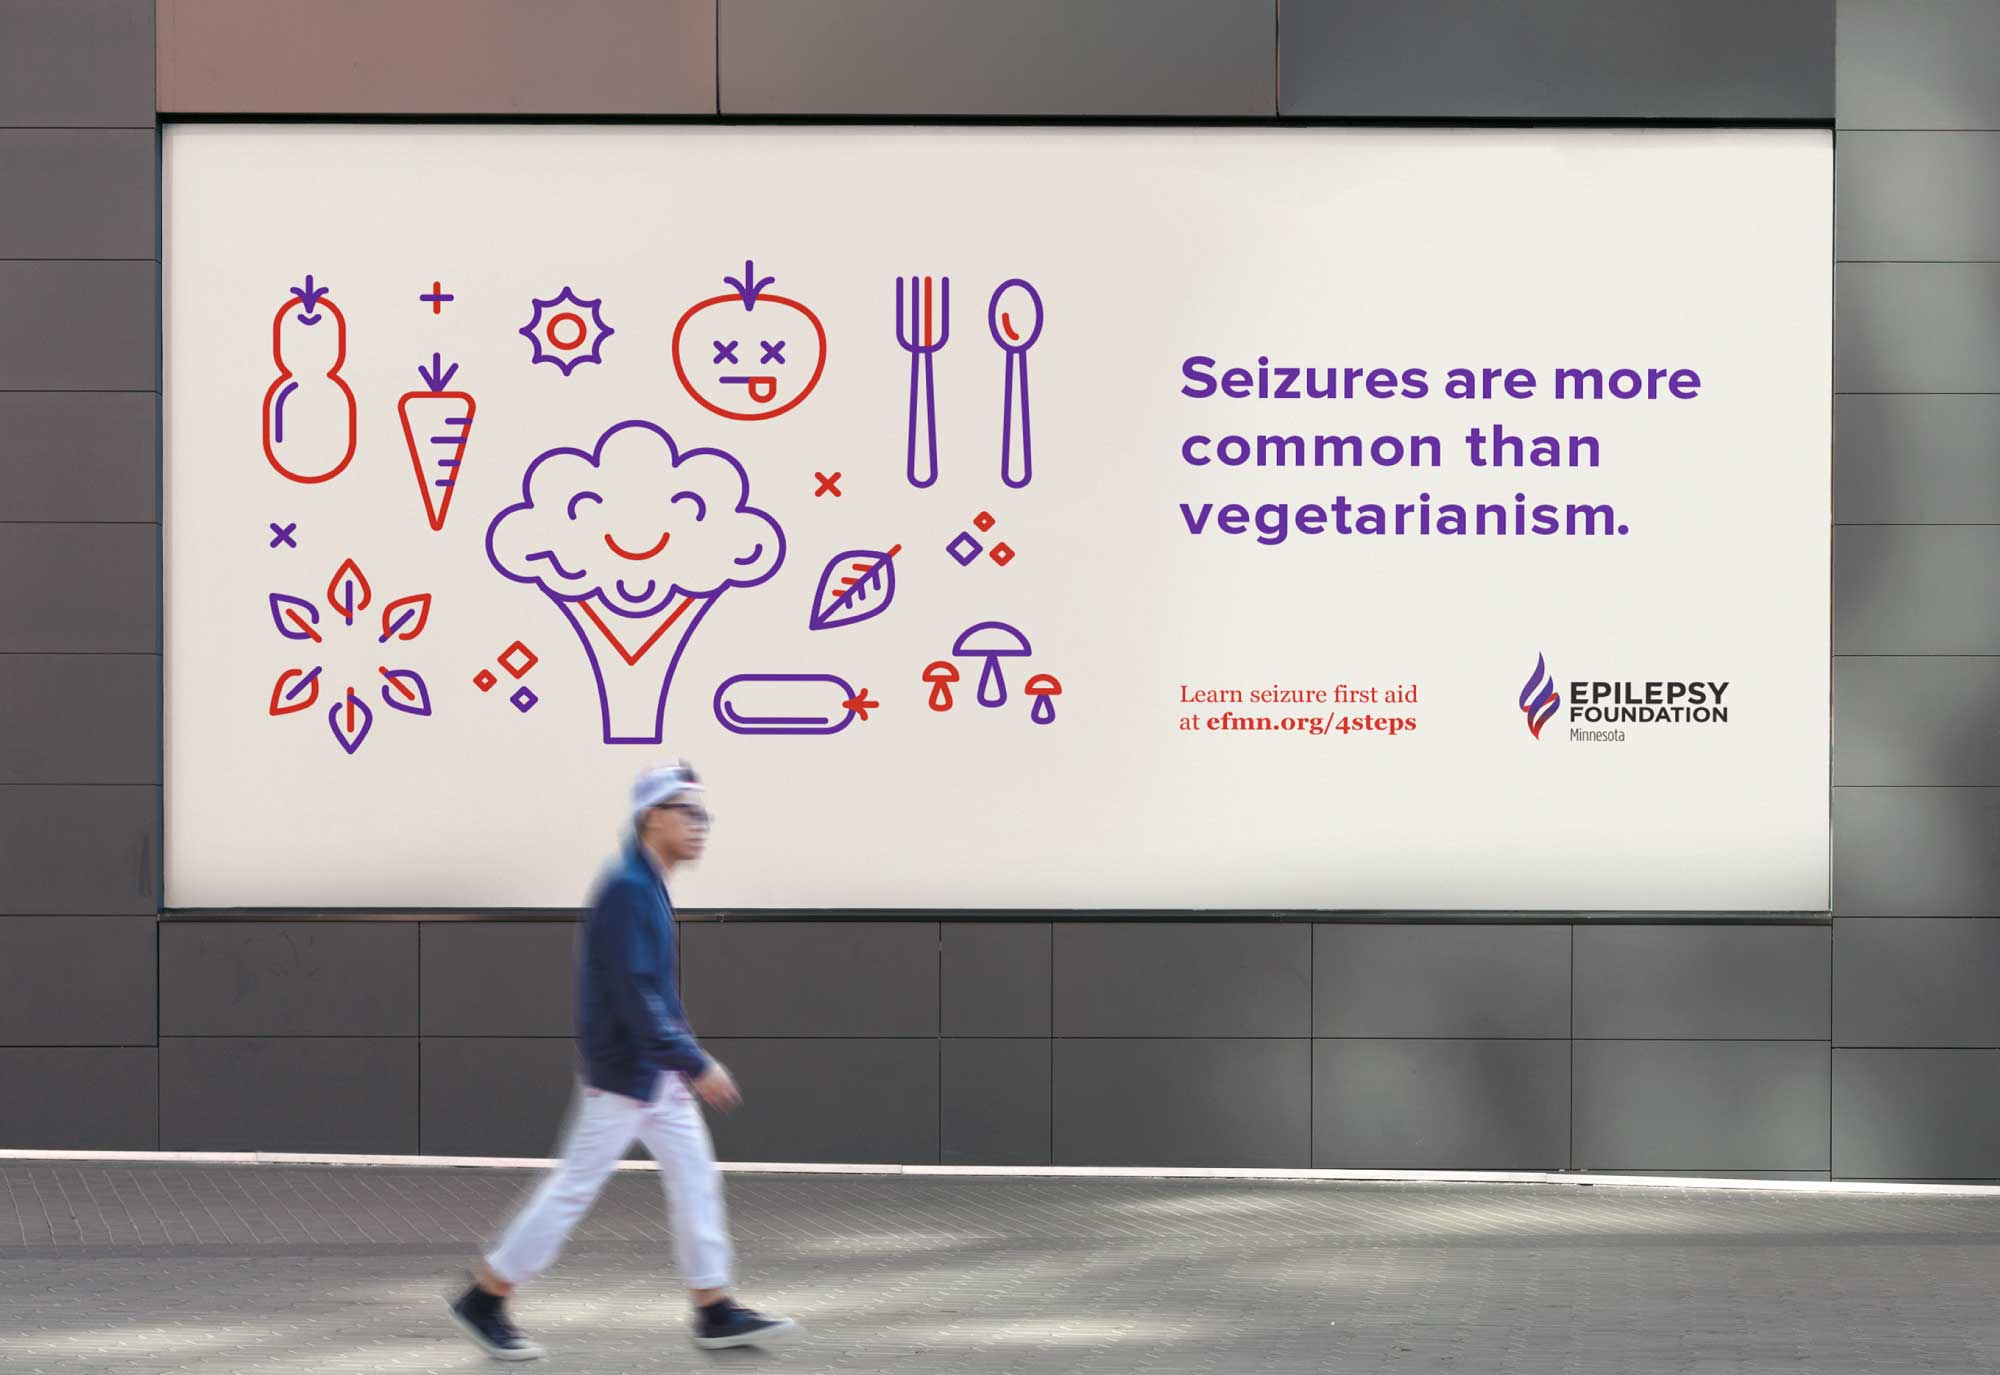 Seizures are more
common than
vegetarianism.
Learn seizure first aid
at efmn.org/4steps
EPILEPSY
FOUNDATION
Minnesota